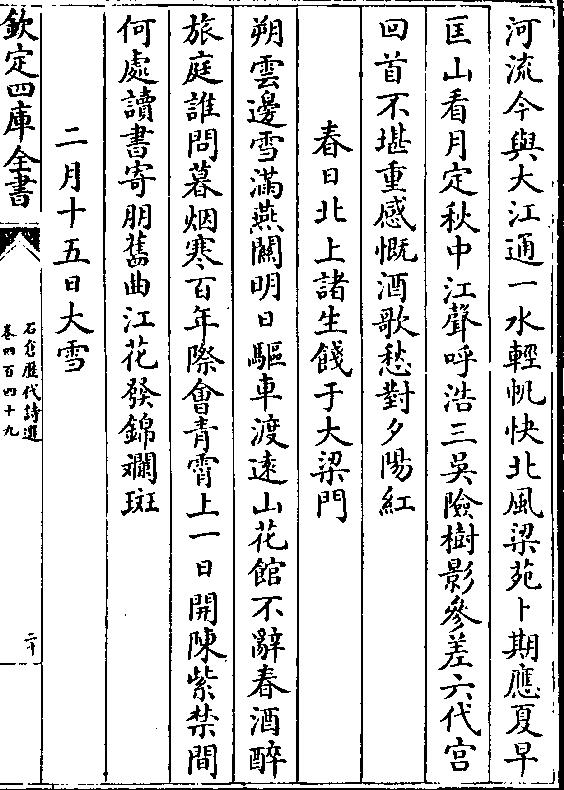 河流今與大江通一水輕帆快北風梁苑卜期應夏早
匡山看月定秋中江聲呼浩三吳險樹影參差六代宫
回首不堪重感慨酒歌愁對夕陽紅
春日北上諸生餞于大梁門
朔雲邊雪滿燕關明日驅車渡遠山花館不辭春酒醉
旅庭誰問暮烟寒百年際會青霄上一日開陳紫禁間
何處讀書寄朋舊曲江花發錦斕斑
二月十五日大雪
欽定四庫全書
石倉歷代詩選
卷四百四十九
二十